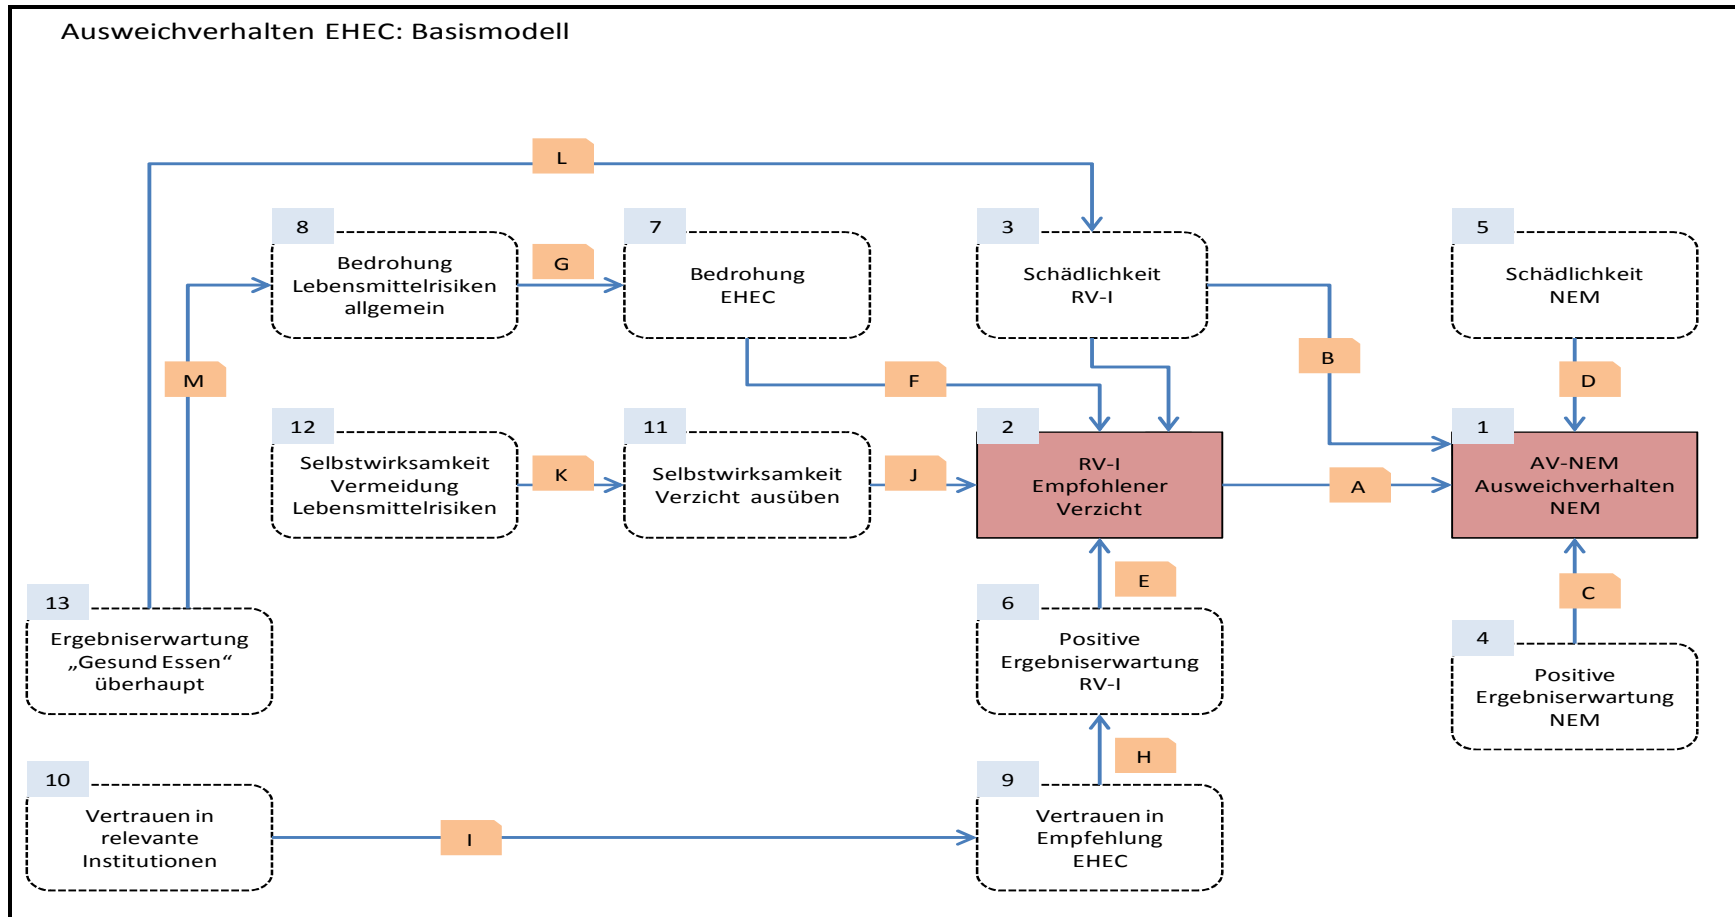 Ausweichverhalten EHEC: Basismodell
L
8
Bedrohung
Lebensmittelrisiken
allgemein
G
7
Bedrohung
EHEC
3
Schädlichkeit
RV-I
5
Schädlichkeit
NEM
M
F
B
D
12
Selbstwirksamkeit
Vermeidung
Lebensmittelrisiken
K
11
Selbstwirksamkeit
Verzicht ausüben
J
2
RV-I
Empfohlener
Verzicht
A
1
AV-NEM
Ausweichverhalten
NEM
E
C
13
Ergebniserwartung
„Gesund Essen“
überhaupt
6
Positive
Ergebniserwartung
RV-I
4
Positive
Ergebniserwartung
NEM
H
10
Vertrauen in
relevante
Institutionen
I
9
Vertrauen in
Empfehlung
EHEC